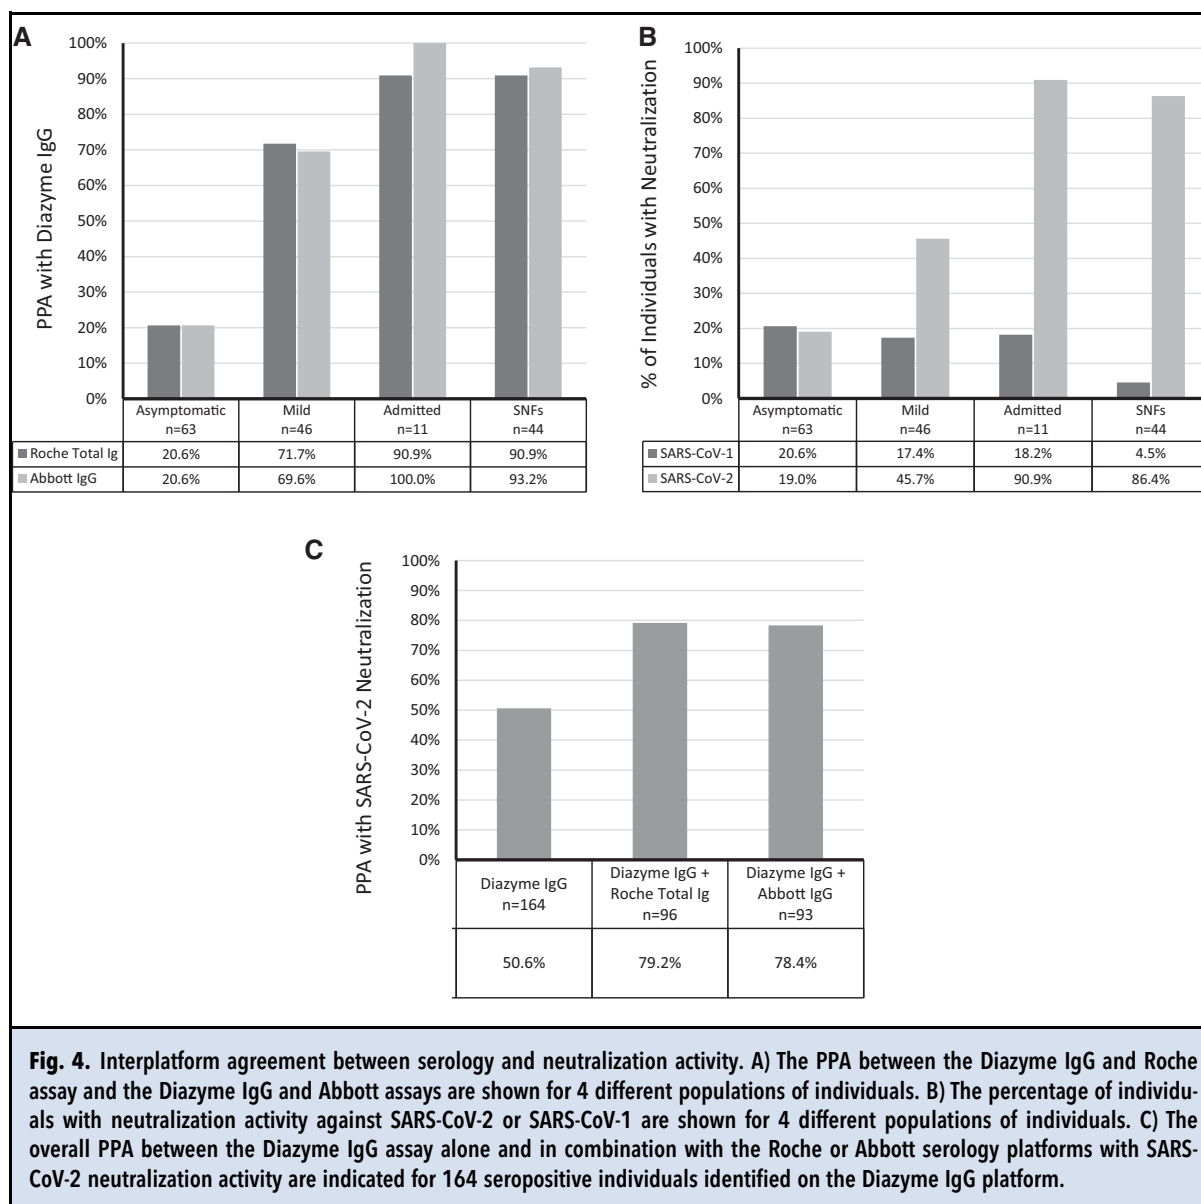 A
PPA with Diazyme IgG
100%
90%
80%
70%
60%
50%
40%
30%
20%
10%
0%
Asymptomatic n=63 Mild n=46 Admitted n=11 SNFs n=44
Roche Total Ig 20.6% 71.7% 90.9% 90.9%
Abbott IgG 20.6% 69.6% 100.0% 93.2%
B
% of Individuals with Neutralization
100%
90%
80%
70%
60%
50%
40%
30%
20%
10%
0%
Asymptomatic n=63 Mild n=46 Admitted n=11 SNFs n=44
SARS-CoV-1 20.6% 17.4% 18.2% 4.5%
SARS-CoV-2 19.0% 45.7% 90.9% 86.4%
C
PPA with SARS-CoV-2 Neutralization
100%
90%
80%
70%
60%
50%
40%
30%
20%
10%
0%
Diazyme IgG n=164
Diazyme IgG + Roche Total Ig n=96
Diazyme IgG + Abbott IgG n=93
50.6% 79.2% 78.4%
Fig. 4. Interplatform agreement between serology and neutralization activity. A) The PPA between the Diazyme IgG and Roche
assay and the Diazyme IgG and Abbott assays are shown for 4 different populations of individuals. B) The percentage of individu-
als with neutralization activity against SARS-CoV-2 or SARS-CoV-1 are shown for 4 different populations of individuals. C) The
overall PPA between the Diazyme IgG assay alone and in combination with the Roche or Abbott serology platforms with SARS-
CoV-2 neutralization activity are indicated for 164 seropositive individuals identified on the Diazyme IgG platform.